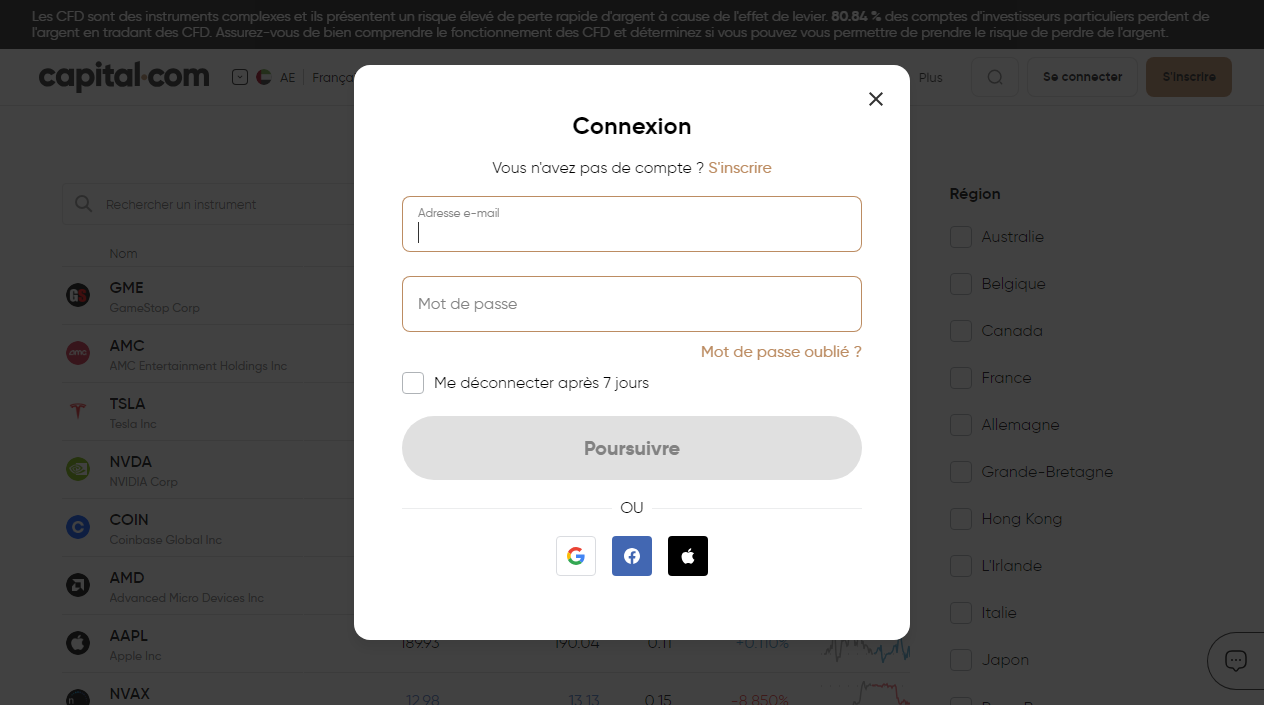 Les CFD sont des instruments complexes et ils présentent un risque élevé de perte rapide d'argent à cause de l'effet de levier. 80.84 % des comptes d'investisseurs particuliers perdent de
l'argent en tradant des CFD. Assurez-vous de bien comprendre le fonctionnement des CFD et déterminez si vous pouvez vous permettre de prendre le risque de perdre de l'argent.
capital.com
AE
Plus
Se connecter
S'inscrire
Connexion
Vous n'avez pas de compte ? S'inscrire
Adresse e-mail
Mot de passe
Mot de passe oublié ?
Me déconnecter après 7 jours
Poursuivre
OU
Rechercher un instrument
Nom
GME
GameStop Corp
AMC
AMC Entertainment Holdings Inc
TSLA
Tesla Inc
NVDA
NVIDIA Corp
COIN
Coinbase Global Inc
AMD
Advanced Micro Devices Inc
AAPL 189.93 190.04 0.11 +0.110%
Apple Inc
NVAX 12.98 13.13 0.15 -8.850%
Région
Australie
Belgique
Canada
France
Allemagne
Grande-Bretagne
Hong Kong
L'Irlande
Italie
Japon